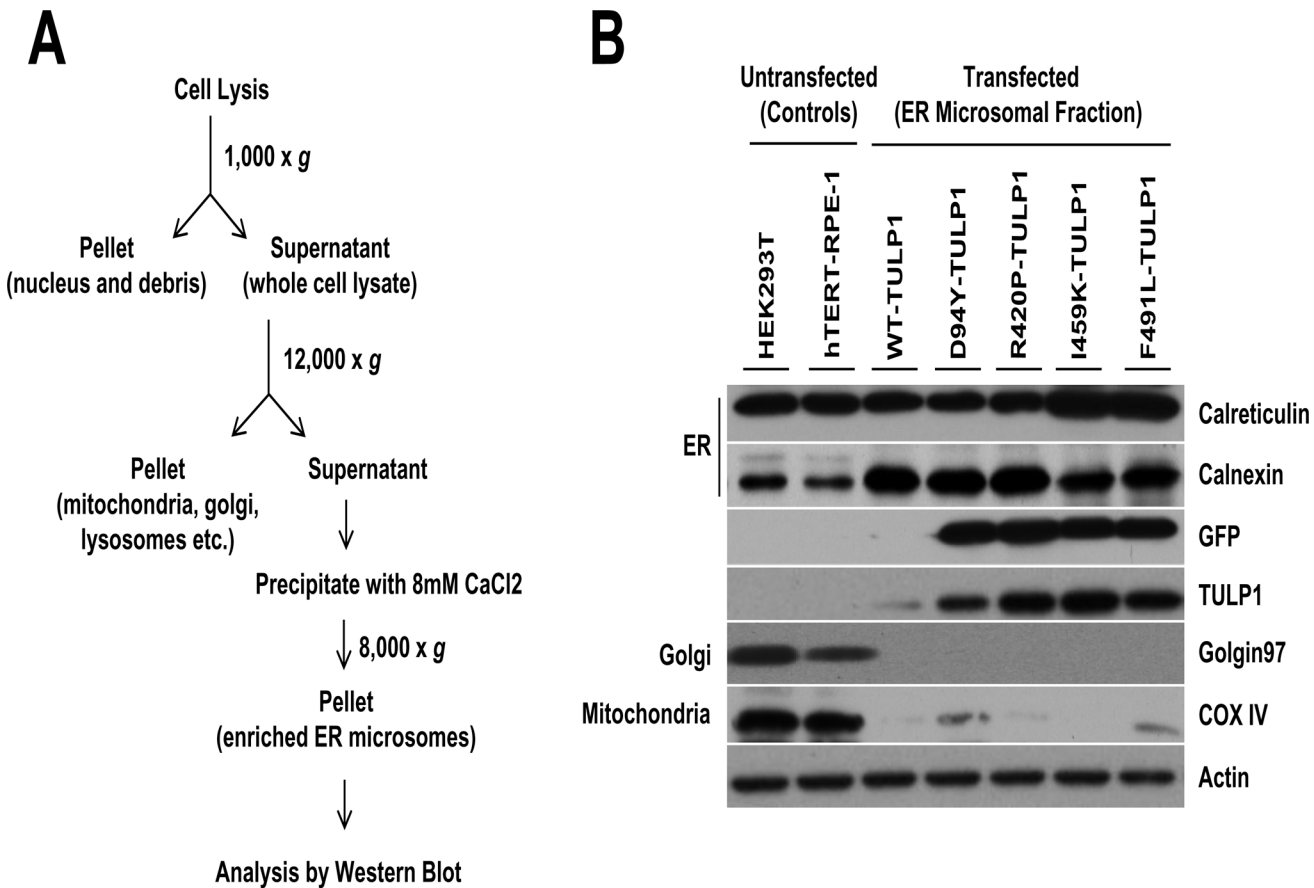 A
Cell Lysis
1,000 x g
Pellet
(nucleus and debris)
Supernatant
(whole cell lysate)
12,000 x g
Pellet
(mitochondria, golgi,
lysosomes etc.)
Supernatant
Precipitate with 8mM CaCl2
8,000 x g
Pellet
(enriched ER microsomes)
Analysis by Western Blot
B
Untransfected
(Controls)
Transfected
(ER Microsomal Fraction)
HEK293T
hTERT-RPE-1
WT-TULP1
D94Y-TULP1
R420P-TULP1
I459K-TULP1
F491L-TULP1
ER
Calreticulin
Calnexin
GFP
TULP1
Golgi
Golgin97
Mitochondria
COX IV
Actin